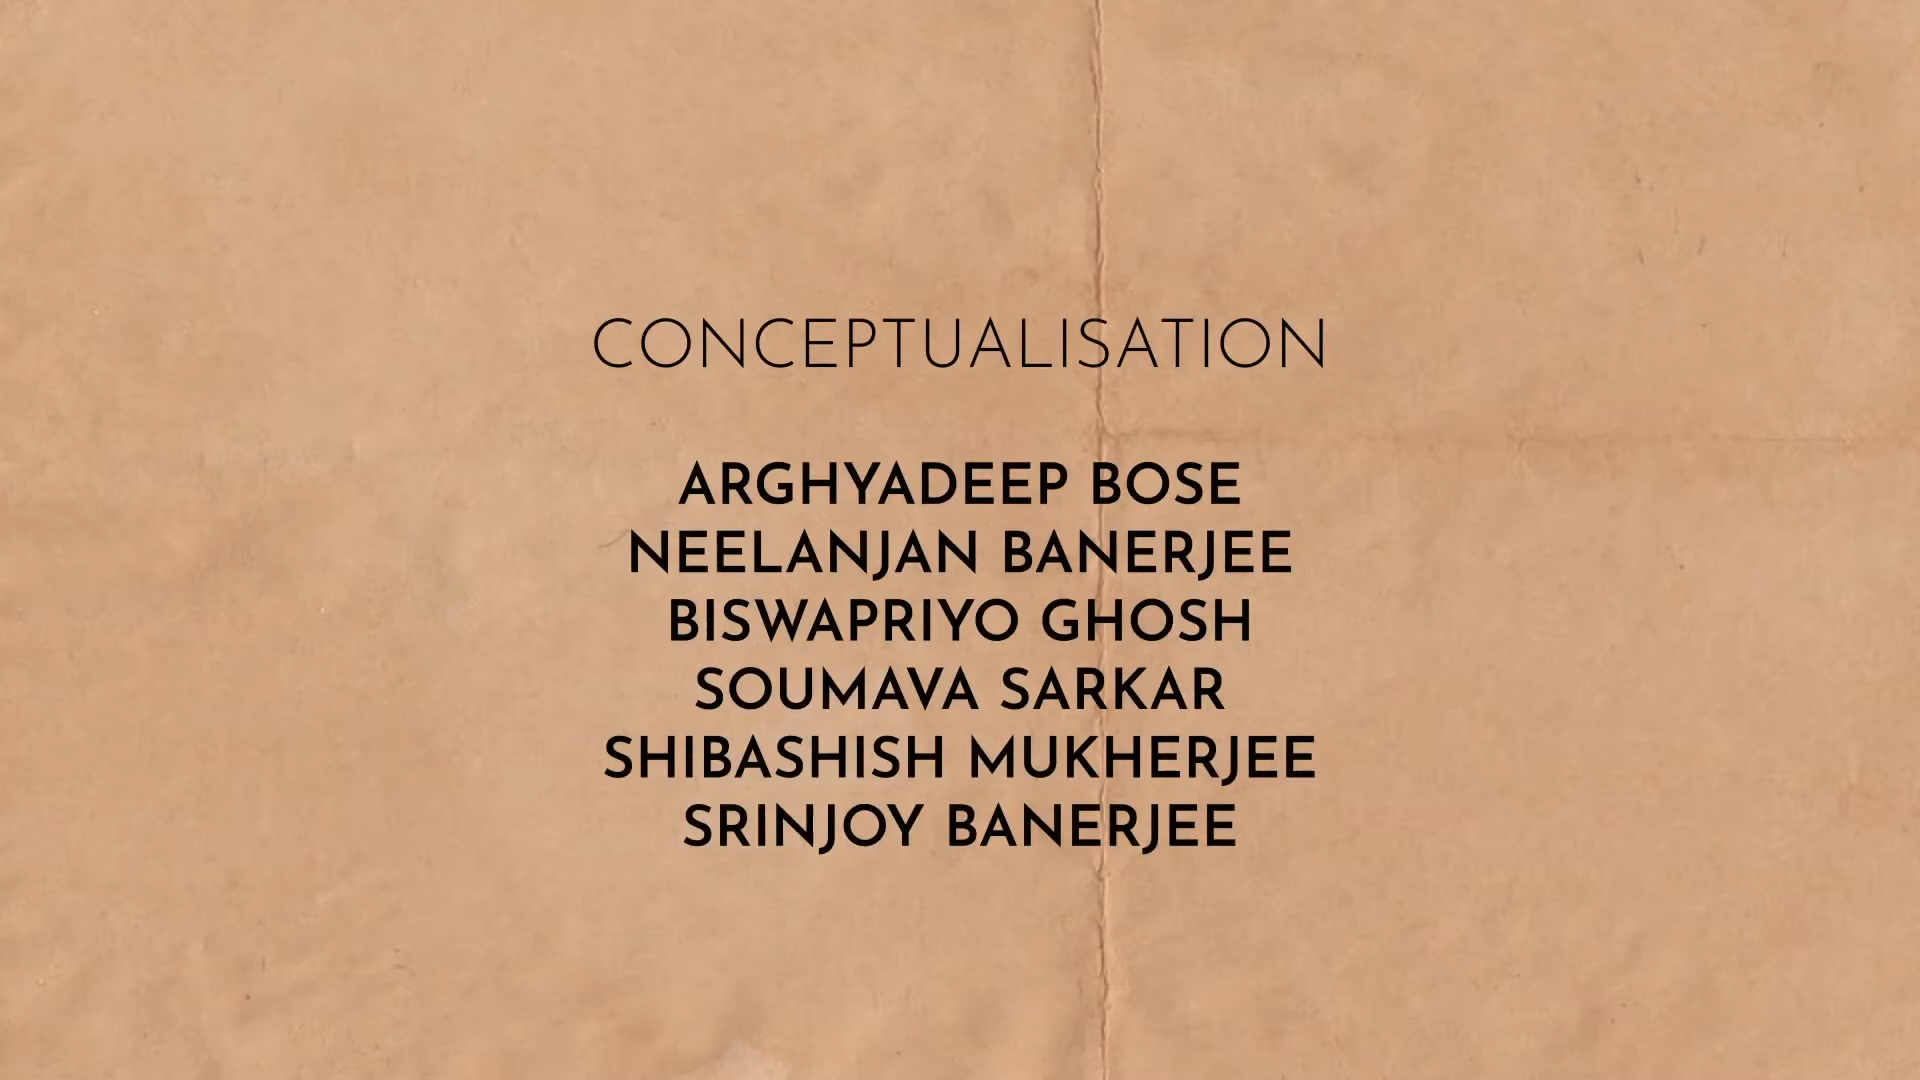 CONCEPTUALISATION
ARGHYADEEP BOSE
NEELANJAN BANERJEE
BISWAPRIYO GHOSH
SOUMAVA SARKAR
SHIBASHISH MUKHERJEE
SRINJOY BANERJEE